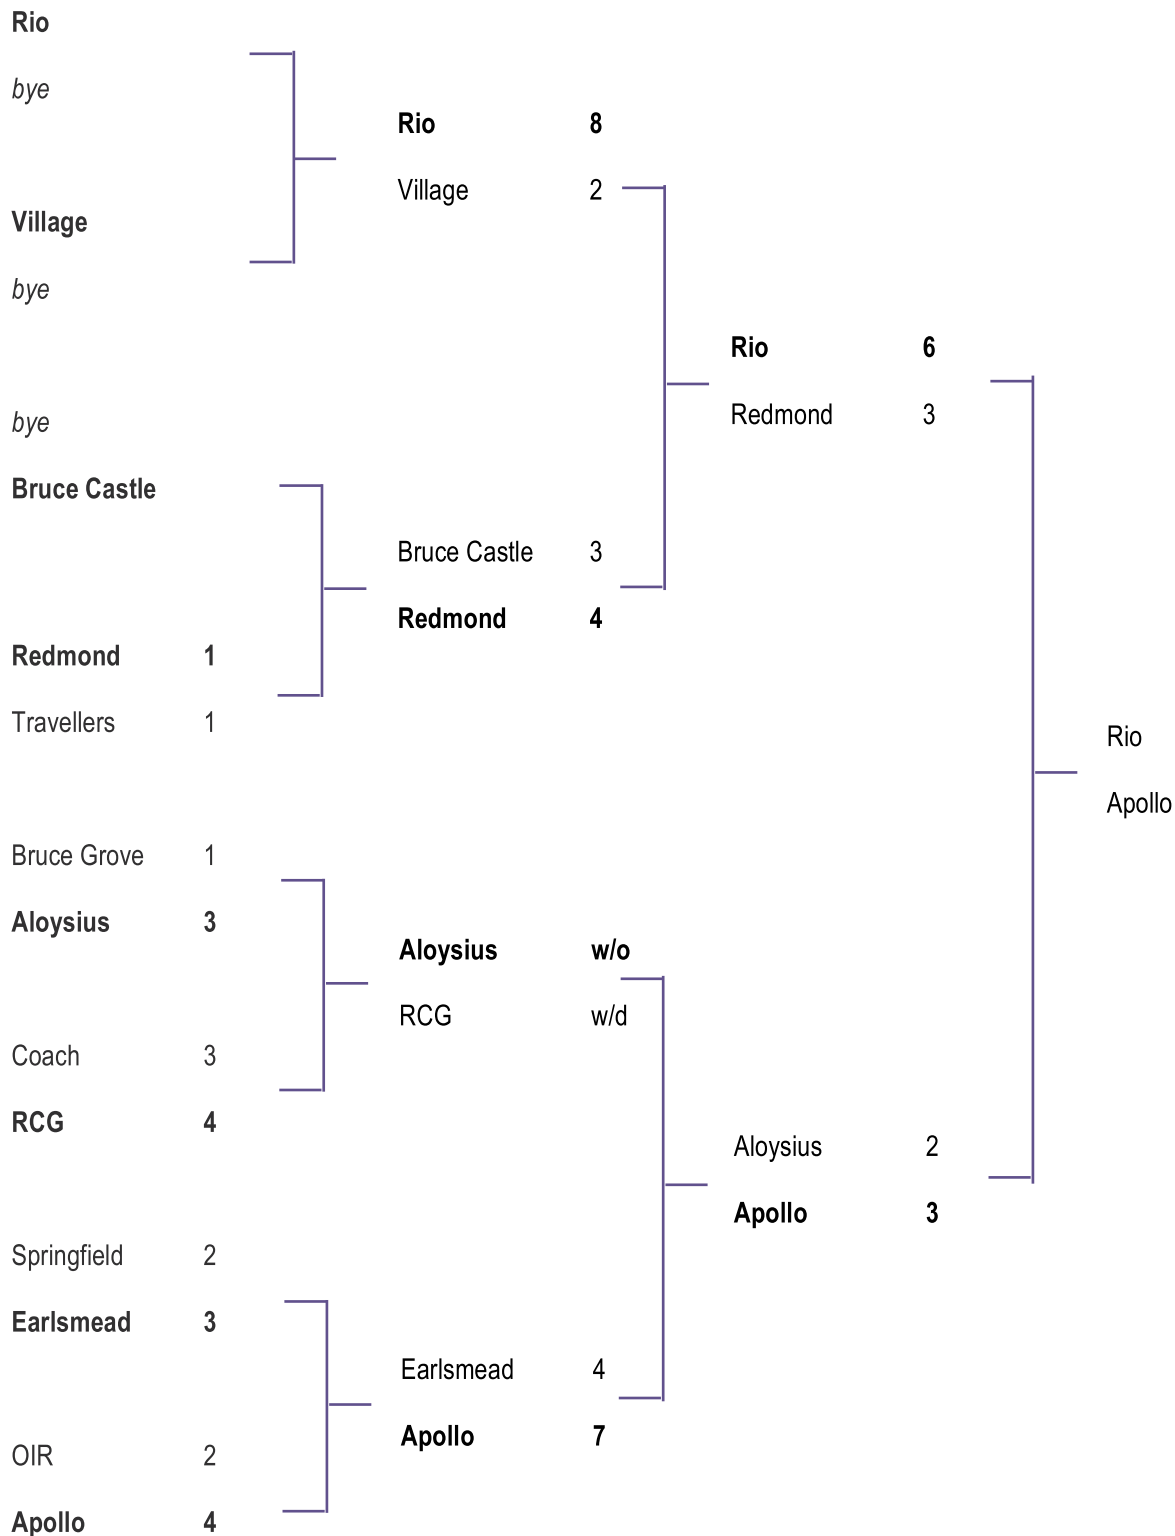 Rio
bye
Village
bye
bye
Bruce Castle
Redmond 1
Travellers 1
Bruce Grove 1
Aloysius 3
Coach 3
RCG 4
Springfield 2
Earlsmead 3
OIR 2
Apollo 4
Rio 8
Village 2
Bruce Castle 3
Redmond 4
Aloysius w/o
RCG w/d
Earlsmead 4
Apollo 7
Rio 6
Redmond 3
Aloysius 2
Apollo 3
Rio
Apollo